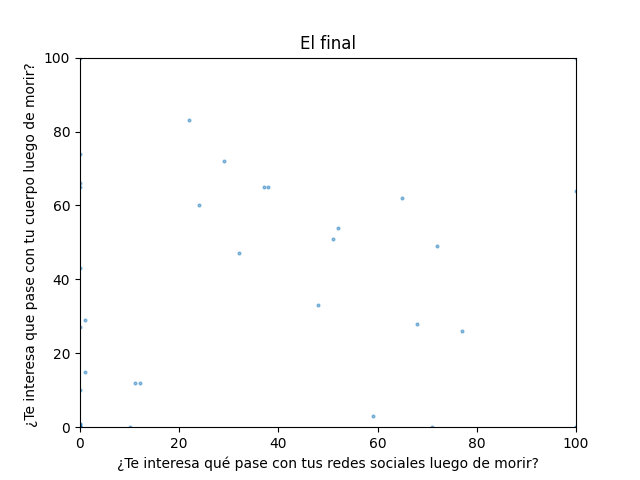 El final
¿Te interesa que pase con tu cuerpo luego de morir?
100
80
60
40
20
0
0 20 40 60 80 100
¿Te interesa qué pase con tus redes sociales luego de morir?